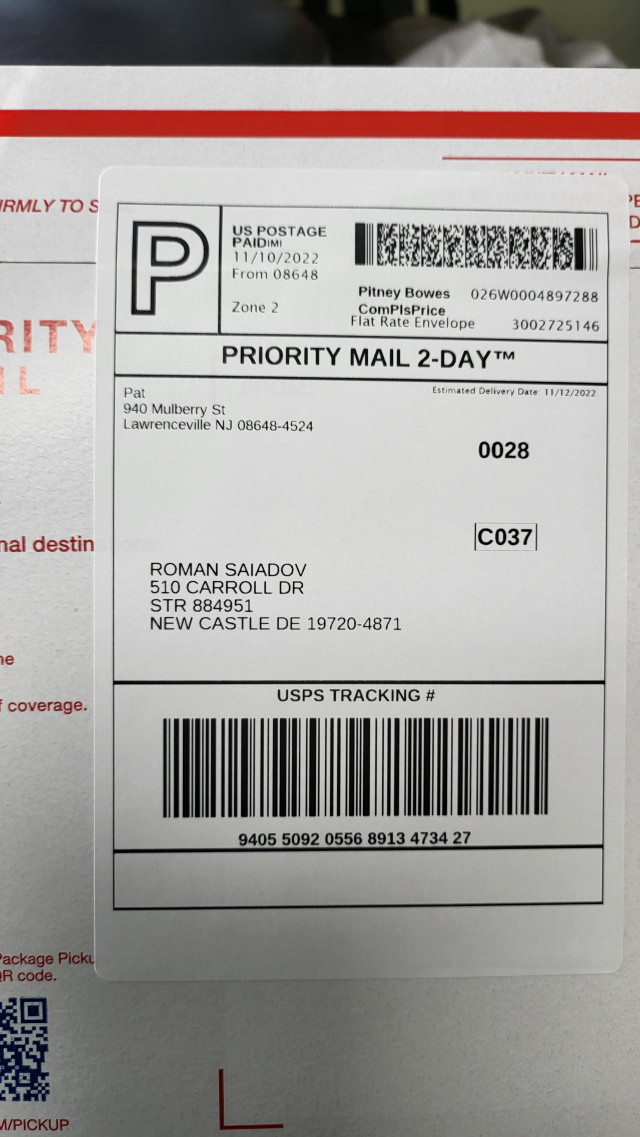 IRMLY TO S
P
US POSTAGE
PAID IMI
11/10/2022
From 08648
Zone 2
Pitney Bowes 026W0004897288
ComPlsPrice
Flat Rate Envelope 3002725146
RITY
IL
PRIORITY MAIL 2-DAY™
Pat
Estimated Delivery Date: 11/12/2022
940 Mulberry St
Lawrenceville NJ 08648-4524
0028
C037
nal destin
ROMAN SAIADOV
510 CARROLL DR
STR 884951
NEW CASTLE DE 19720-4871
ne
f coverage.
USPS TRACKING #
9405 5092 0556 8913 4734 27
Package Picku
QR code.
M/PICKUP